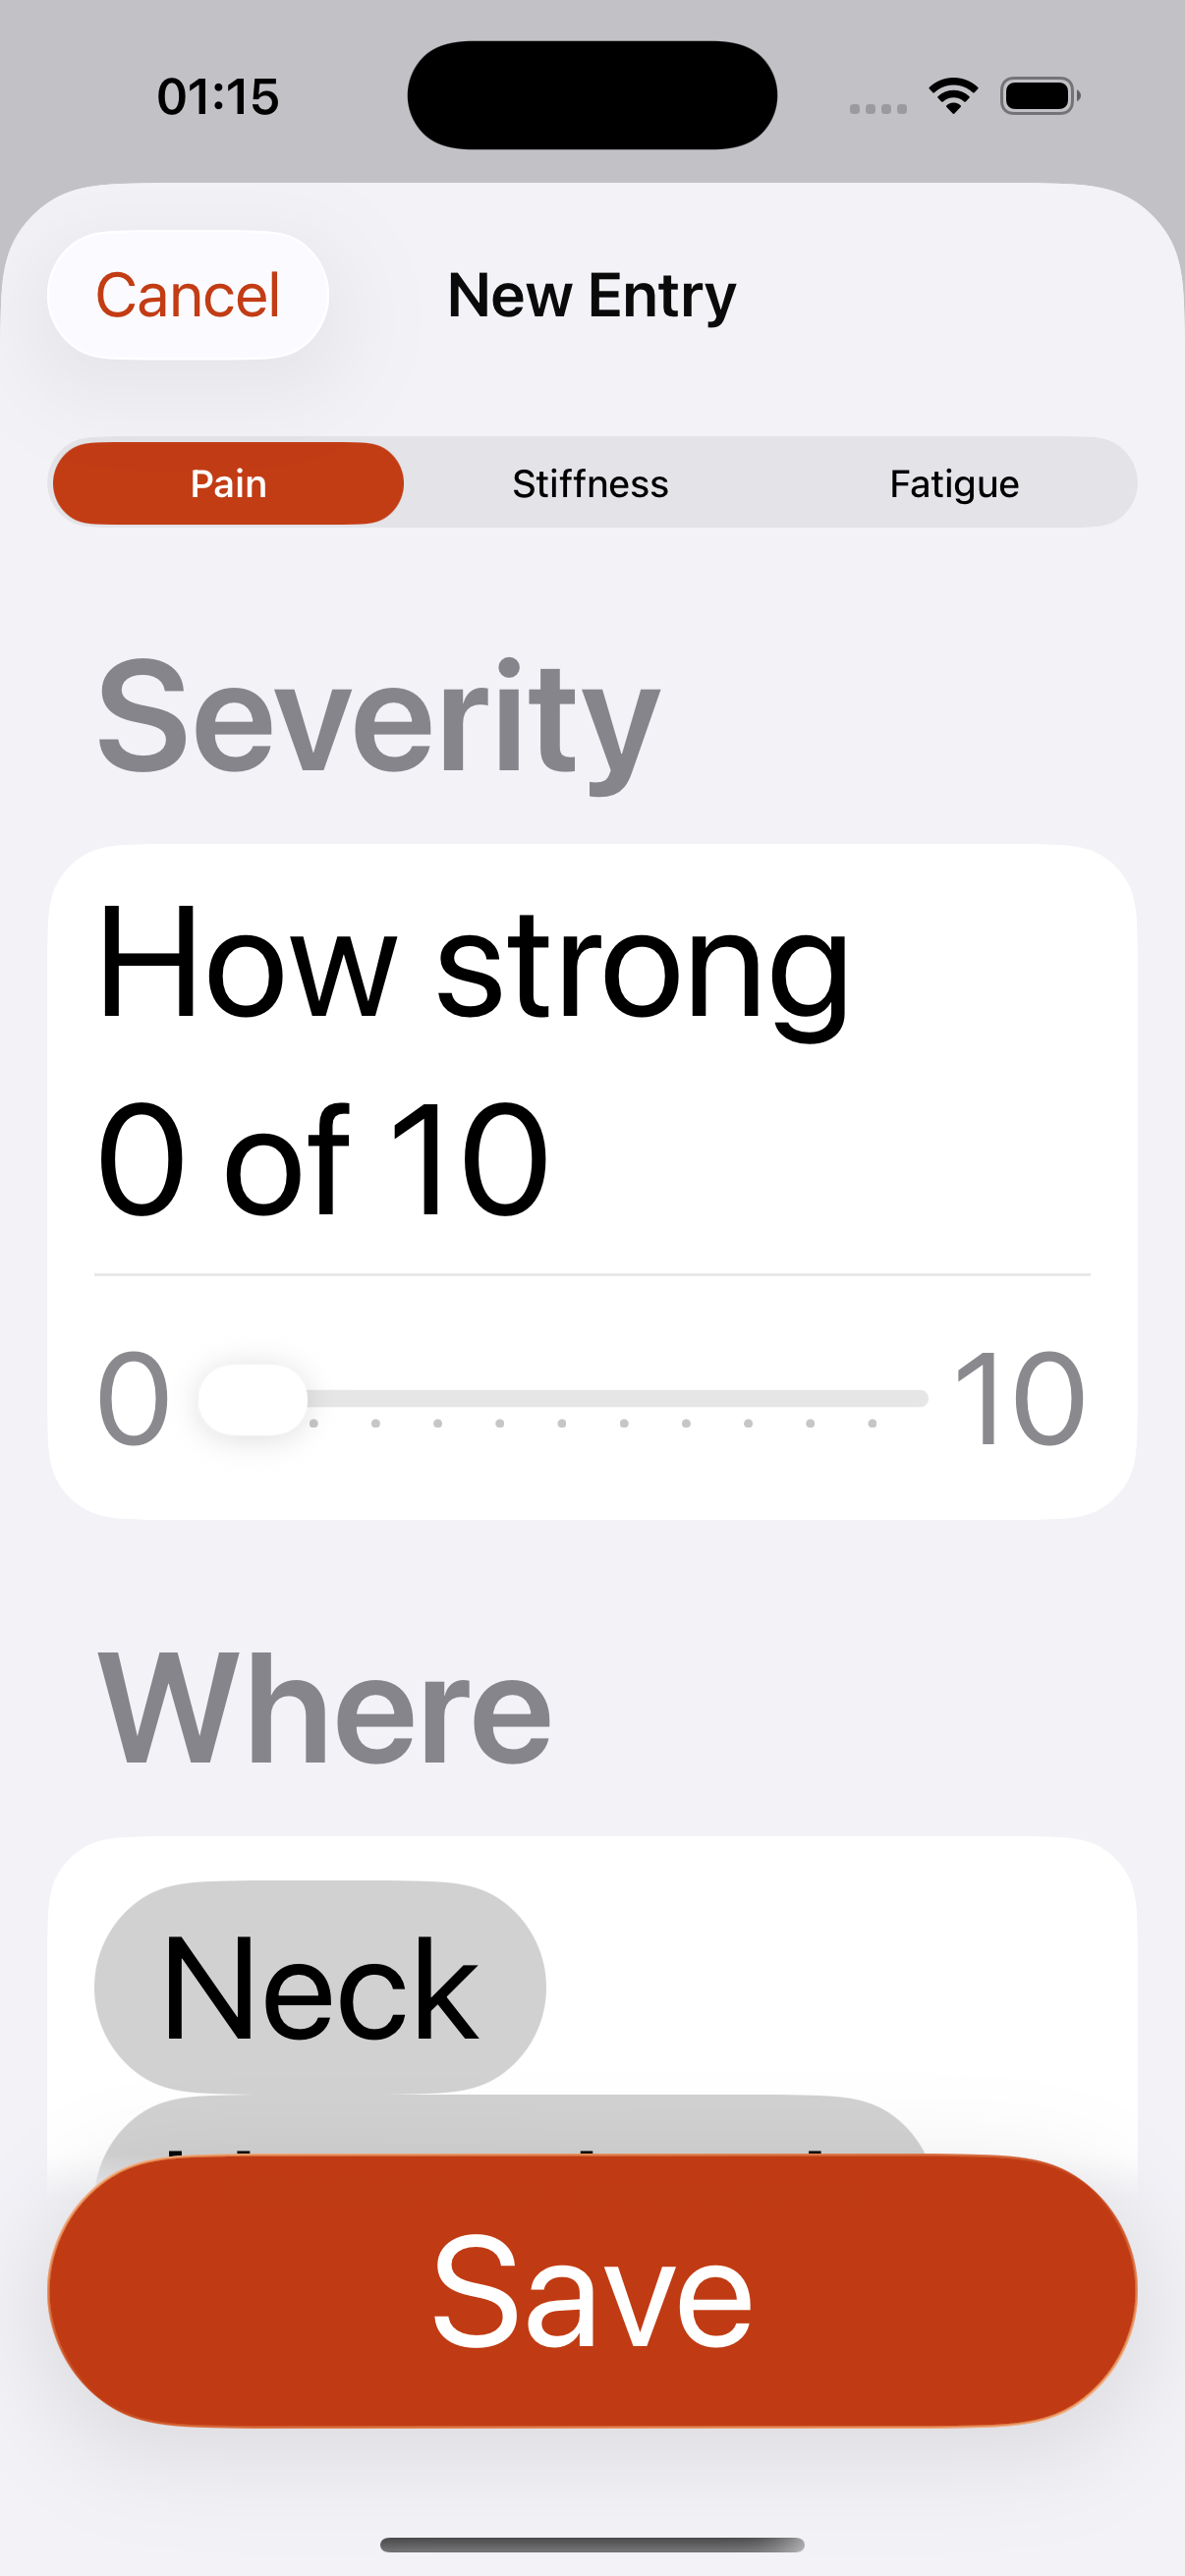 01:15
Cancel
New Entry
Pain
Stiffness
Fatigue
Severity
How strong
0 of 10
0
10
Where
Neck
Save